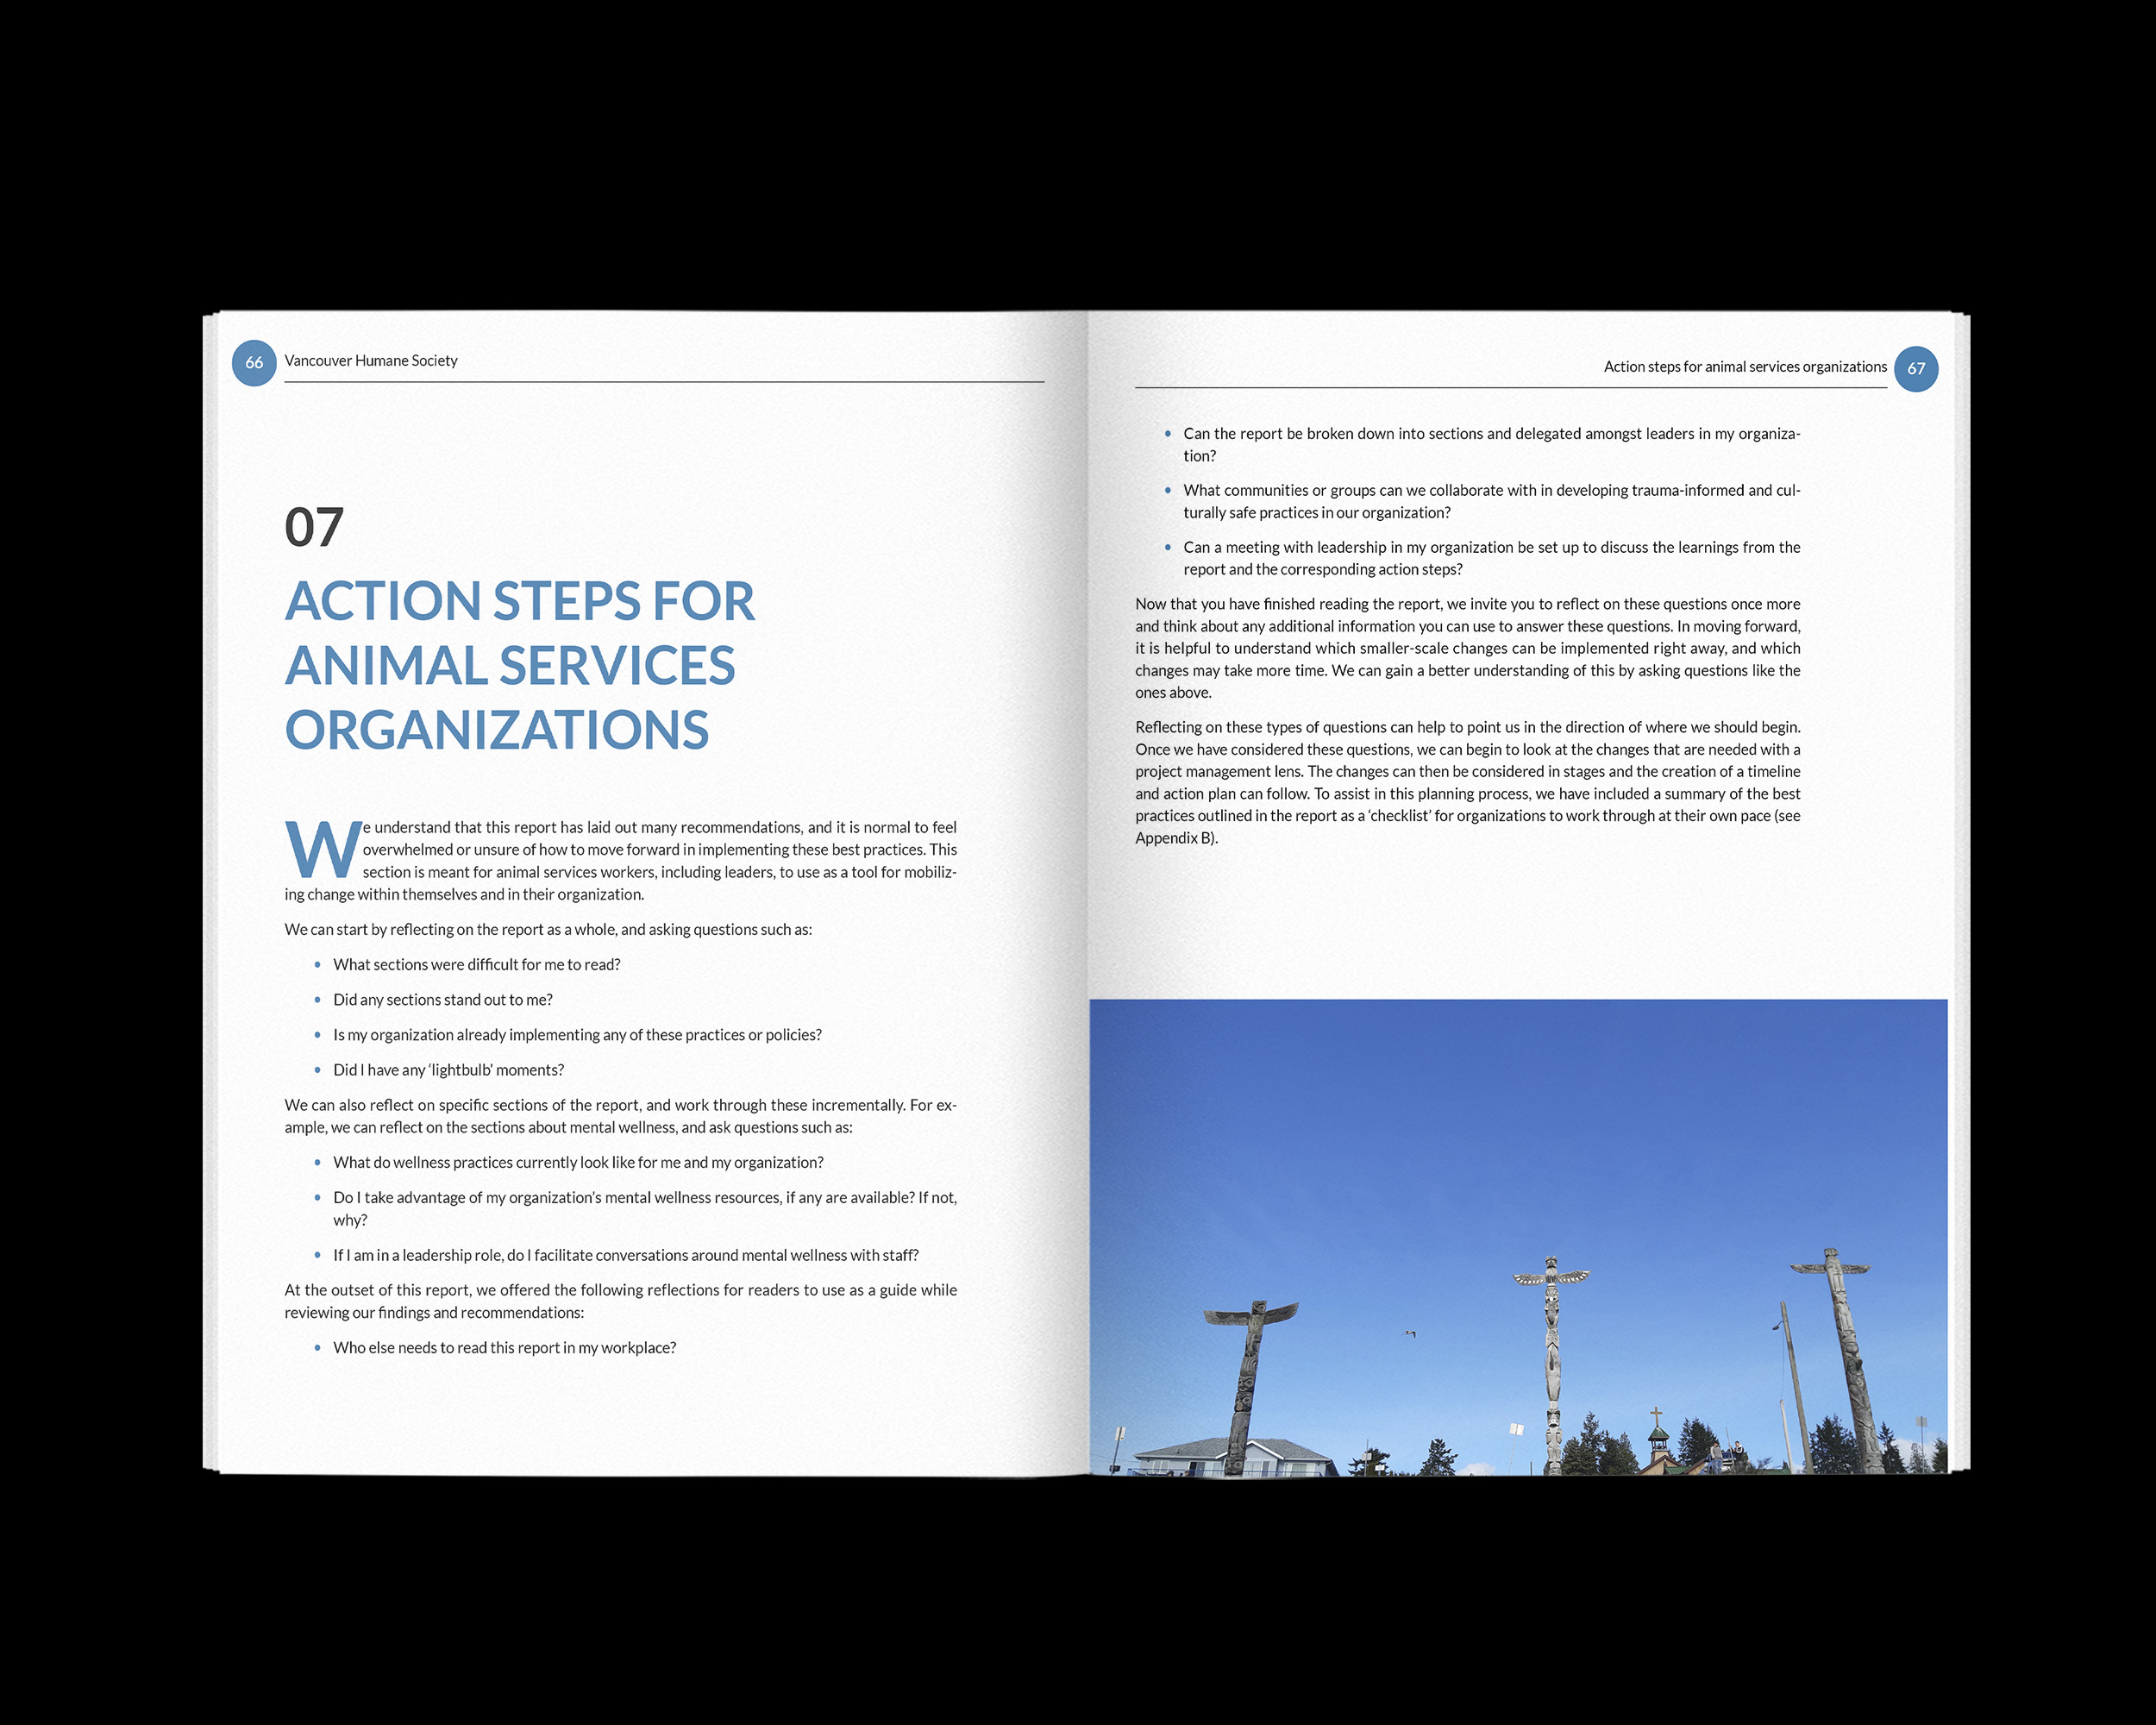 66
Vancouver Humane Society
07
ACTION STEPS FOR
ANIMAL SERVICES
ORGANIZATIONS
We understand that this report has laid out many recommendations, and it is normal to feel
overwhelmed or unsure of how to move forward in implementing these best practices. This
section is meant for animal services workers, including leaders, to use as a tool for mobiliz-
ing change within themselves and in their organization.
We can start by reflecting on the report as a whole, and asking questions such as:
• What sections were difficult for me to read?
• Did any sections stand out to me?
• Is my organization already implementing any of these practices or policies?
• Did I have any ‘lightbulb’ moments?
We can also reflect on specific sections of the report, and work through these incrementally. For ex-
ample, we can reflect on the sections about mental wellness, and ask questions such as:
• What do wellness practices currently look like for me and my organization?
• Do I take advantage of my organization’s mental wellness resources, if any are available? If not,
why?
• If I am in a leadership role, do I facilitate conversations around mental wellness with staff?
At the outset of this report, we offered the following reflections for readers to use as a guide while
reviewing our findings and recommendations:
• Who else needs to read this report in my workplace?
Action steps for animal services organizations
67
• Can the report be broken down into sections and delegated amongst leaders in my organiza-
tion?
• What communities or groups can we collaborate with in developing trauma-informed and cul-
turally safe practices in our organization?
• Can a meeting with leadership in my organization be set up to discuss the learnings from the
report and the corresponding action steps?
Now that you have finished reading the report, we invite you to reflect on these questions once more
and think about any additional information you can use to answer these questions. In moving forward,
it is helpful to understand which smaller-scale changes can be implemented right away, and which
changes may take more time. We can gain a better understanding of this by asking questions like the
ones above.
Reflecting on these types of questions can help to point us in the direction of where we should begin.
Once we have considered these questions, we can begin to look at the changes that are needed with a
project management lens. The changes can then be considered in stages and the creation of a timeline
and action plan can follow. To assist in this planning process, we have included a summary of the best
practices outlined in the report as a ‘checklist’ for organizations to work through at their own pace (see
Appendix B).